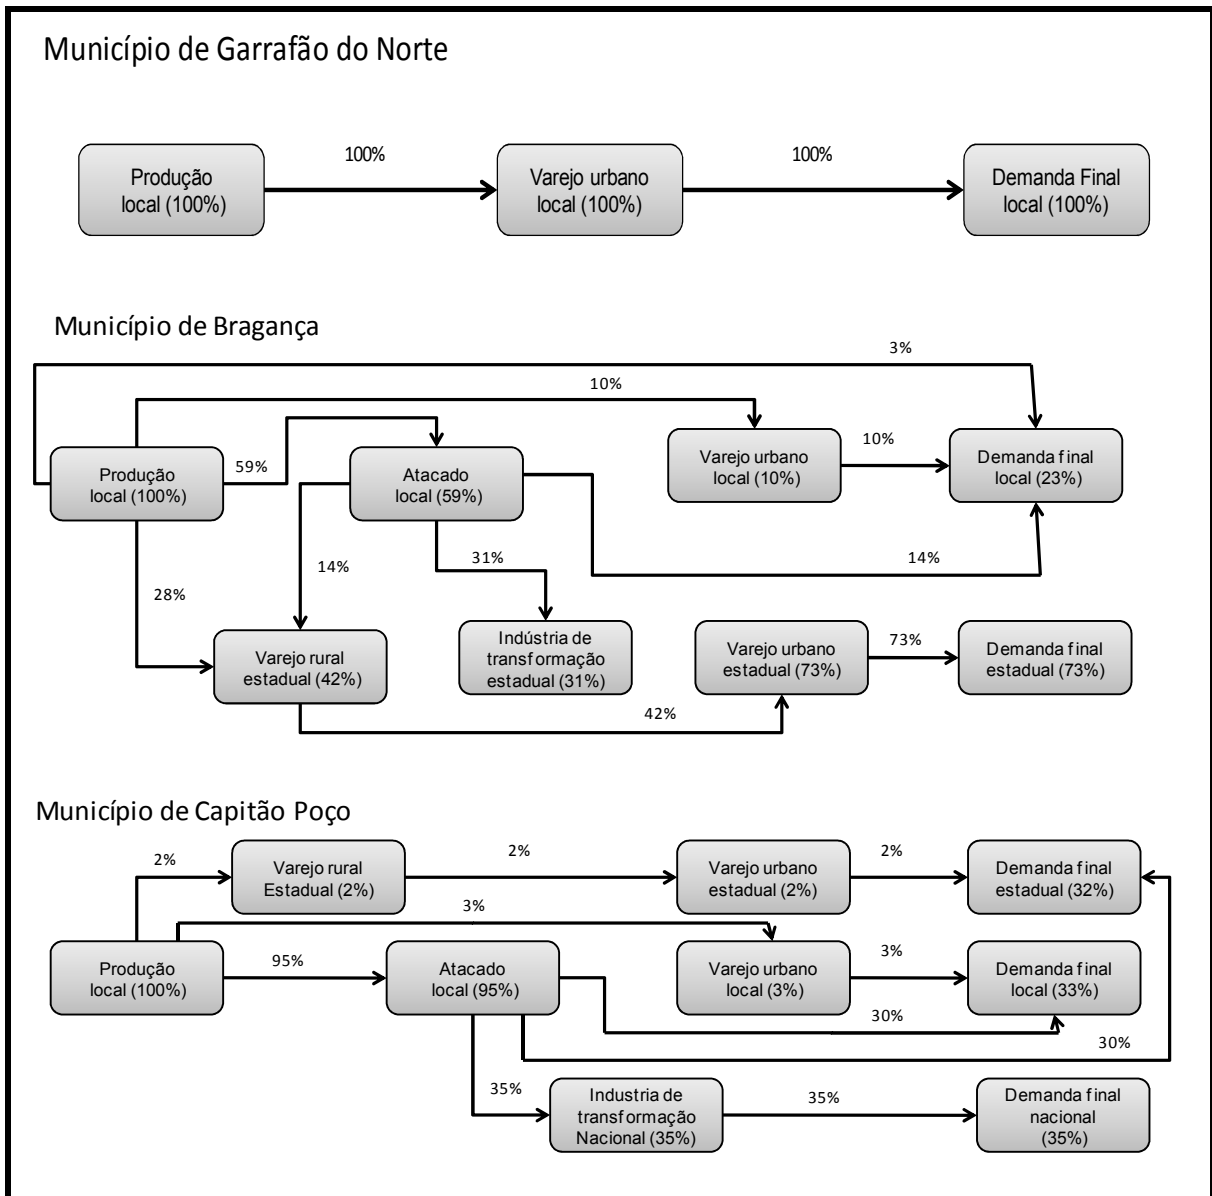 Município de Garrafão do Norte
100%
100%
Produção
local (100%)
Varejo urbano
local (100%)
Demanda Final
local (100%)
Município de Bragança
3%
10%
59%
Produção
local (100%)
Atacado
local (59%)
Varejo urbano
local (10%)
10%
Demanda final
local (23%)
28%
14%
31%
14%
Varejo rural
estadual (42%)
Indústria de
transformação
estadual (31%)
Varejo urbano
estadual (73%)
73%
Demanda final
estadual (73%)
42%
Município de Capitão Poço
2%
Varejo rural
Estadual (2%)
2%
Varejo urbano
estadual (2%)
2%
Demanda final
estadual (32%)
3%
Produção
local (100%)
95%
Atacado
local (95%)
Varejo urbano
local (3%)
3%
Demanda final
local (33%)
30%
30%
35%
Industria de
transformação
Nacional (35%)
35%
Demanda final
nacional
(35%)